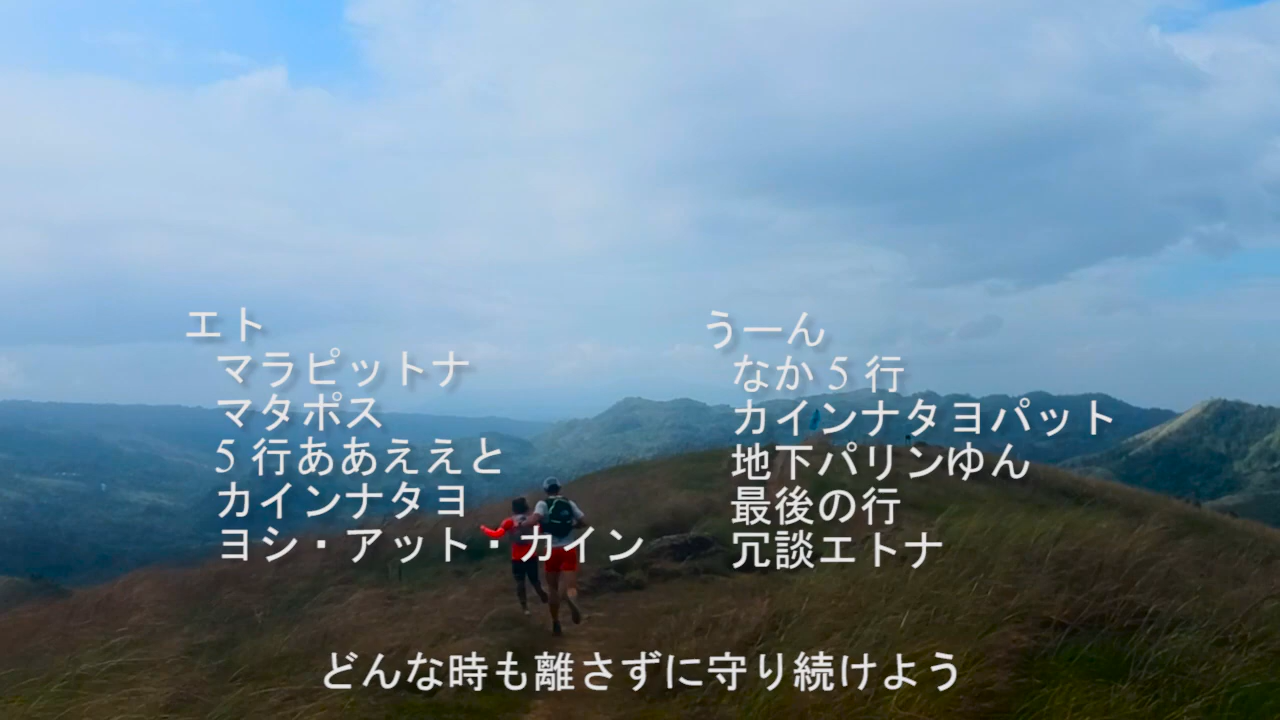 エト
マラピットナ
マタポス
5行ああええと
カインナタヨ
ヨシ・アット・カイン
うーん
なか5 行
カインナタヨパット
地下パリンゆん
最後の行
冗談エトナ
どんな時も離さずに守り続けよう